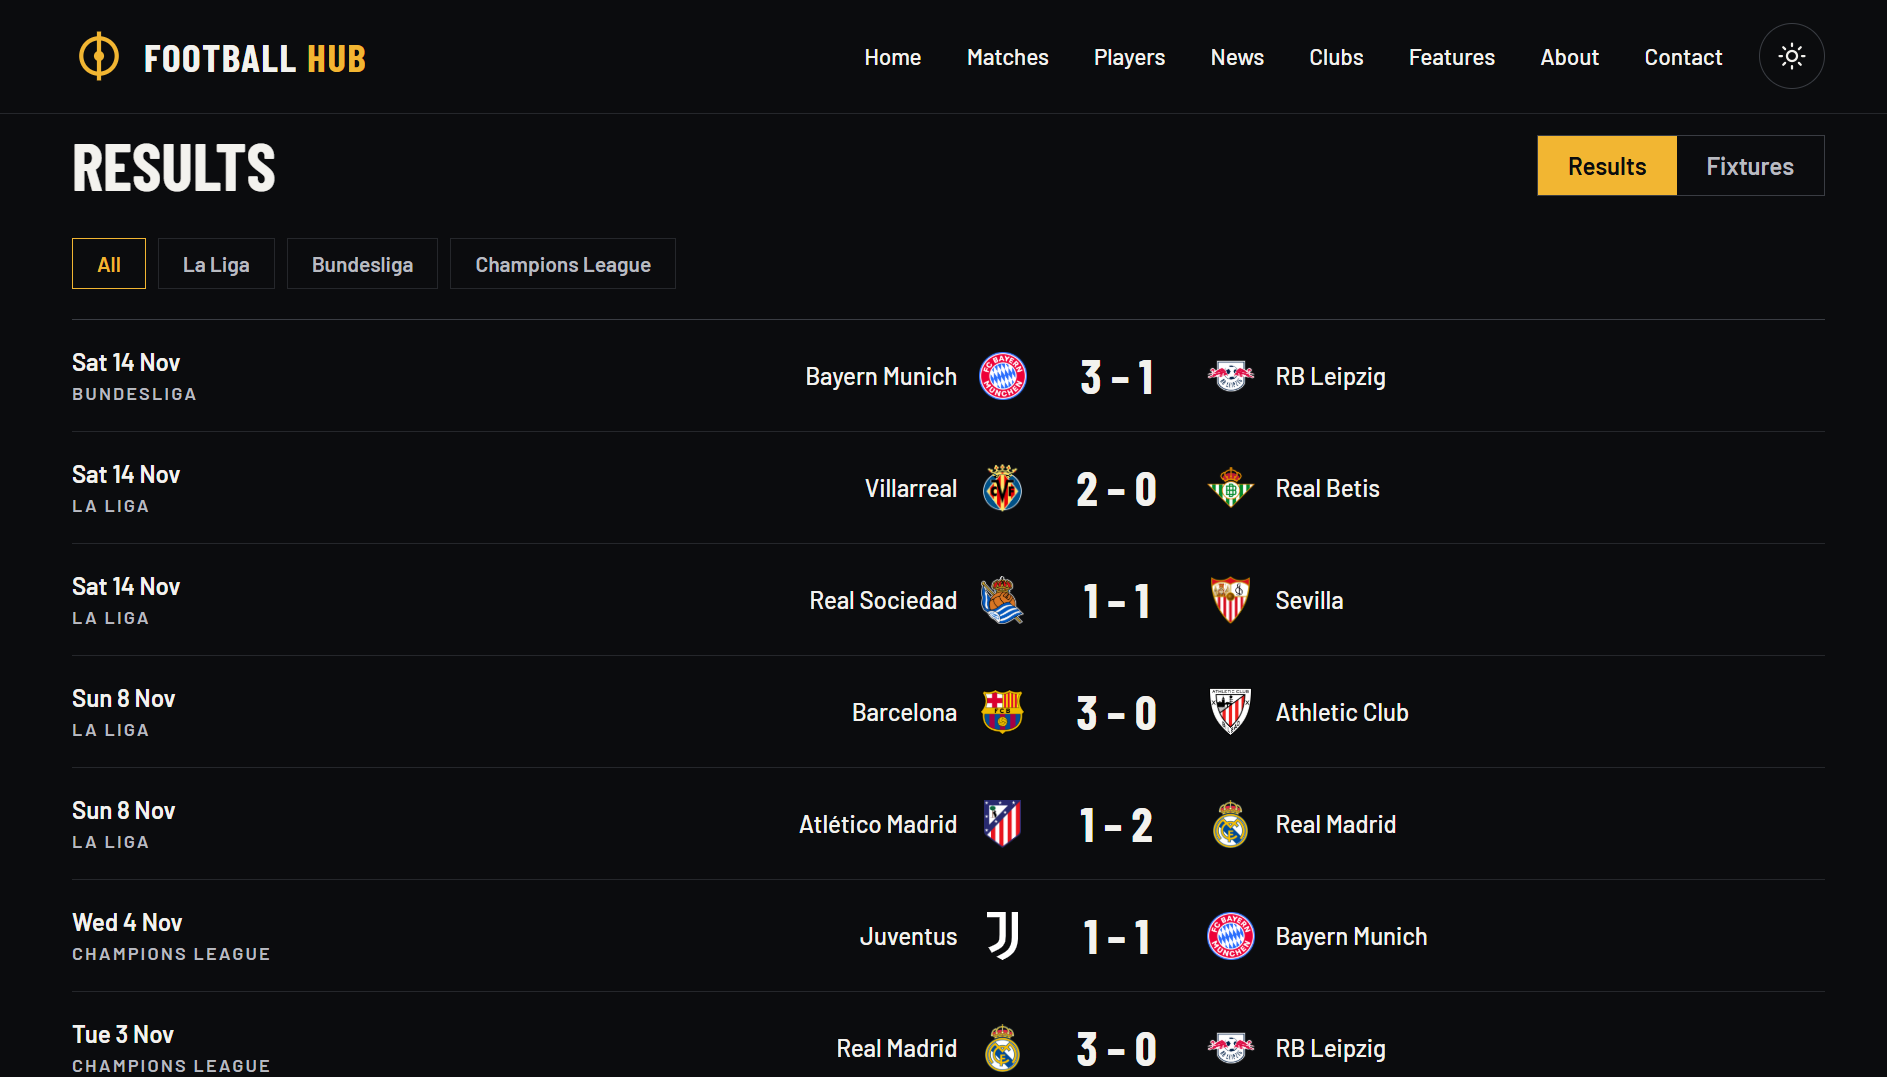 FOOTBALL HUB
Home Matches Players News Clubs Features About Contact
RESULTS
Results Fixtures
All La Liga Bundesliga Champions League
Sat 14 Nov
BUNDESLIGA
Bayern Munich 3 – 1 RB Leipzig
Sat 14 Nov
LA LIGA
Villarreal 2 – 0 Real Betis
Sat 14 Nov
LA LIGA
Real Sociedad 1 – 1 Sevilla
Sun 8 Nov
LA LIGA
Barcelona 3 – 0 Athletic Club
Sun 8 Nov
LA LIGA
Atlético Madrid 1 – 2 Real Madrid
Wed 4 Nov
CHAMPIONS LEAGUE
Juventus 1 – 1 Bayern Munich
Tue 3 Nov
CHAMPIONS LEAGUE
Real Madrid 3 – 0 RB Leipzig